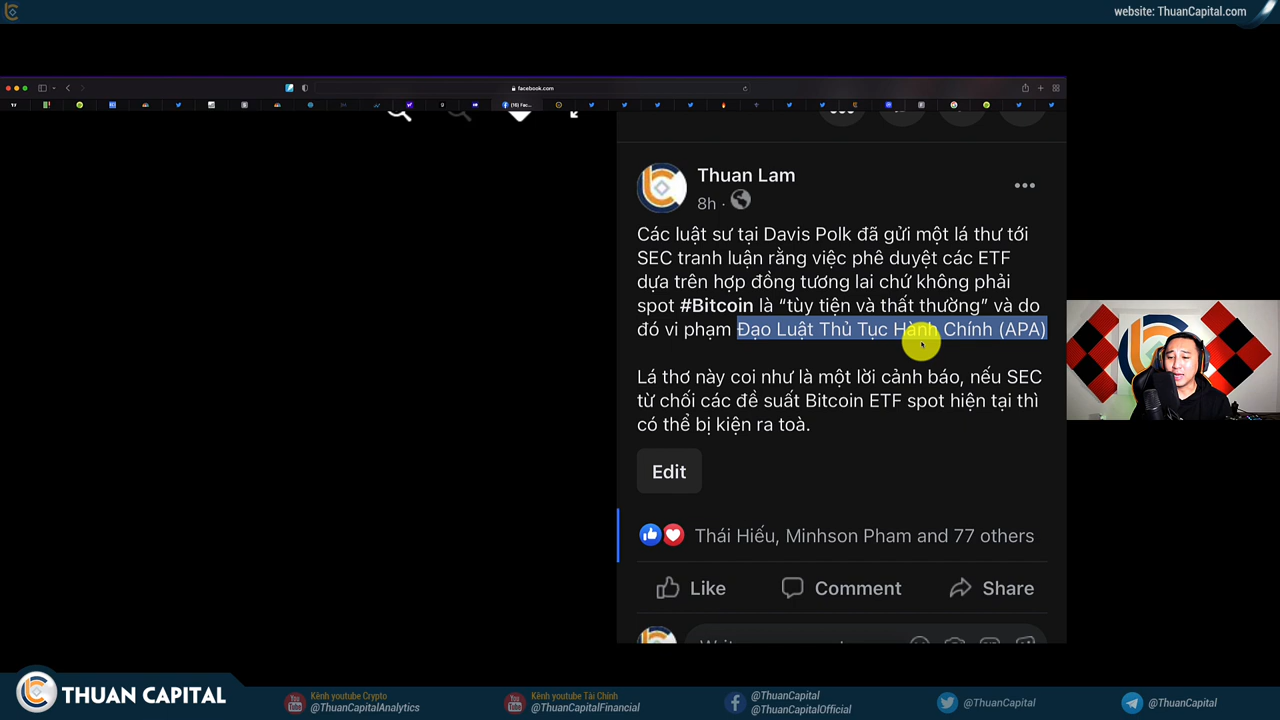 website: ThuanCapital.com
facebook.com
(16) Fac...
Thuan Lam
8h ·
Các luật sư tại Davis Polk đã gửi một lá thư tới
SEC tranh luận rằng việc phê duyệt các ETF
dựa trên hợp đồng tương lai chứ không phải
spot #Bitcoin là “tùy tiện và thất thường” và do
đó vi phạm Đạo Luật Thủ Tục Hành Chính (APA)
Lá thơ này coi như là một lời cảnh báo, nếu SEC
từ chối các đề suất Bitcoin ETF spot hiện tại thì
có thể bị kiện ra toà.
Edit
Thái Hiếu, Minhson Pham and 77 others
Like Comment Share
THUAN CAPITAL
Kênh youtube Crypto
@ThuanCapitalAnalytics
Kênh youtube Tài Chính
@ThuanCapitalFinancial
@ThuanCapital
@ThuanCapitalOfficial
@ThuanCapital
@ThuanCapital